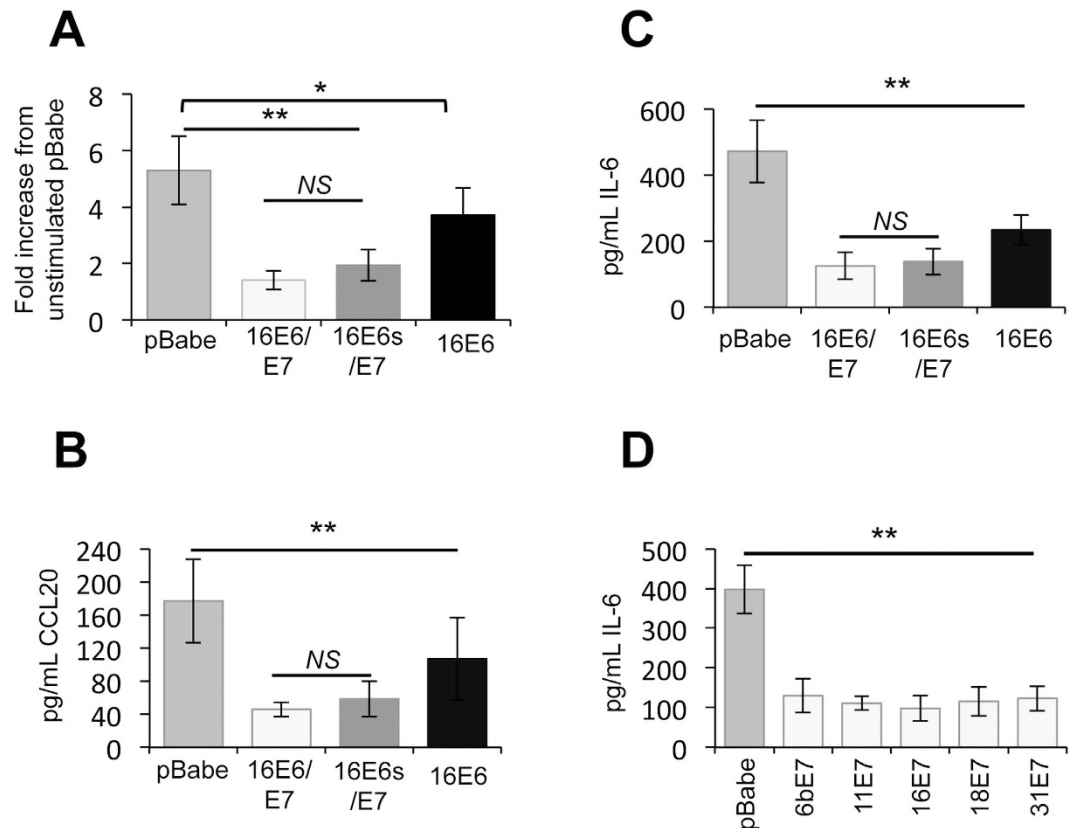 A
Fold increase from
unstimulated pBabe
8
6
4
2
0
*
**
NS
pBabe
16E6/
E7
16E6s
/E7
16E6
C
pg/mL IL-6
600
400
200
0
**
NS
pBabe
16E6/
E7
16E6s
/E7
16E6
B
pg/mL CCL20
240
200
160
120
80
40
0
**
NS
pBabe
16E6/
E7
16E6s
/E7
16E6
D
pg/mL IL-6
500
400
300
200
100
0
**
pBabe
6bE7
11E7
16E7
18E7
31E7